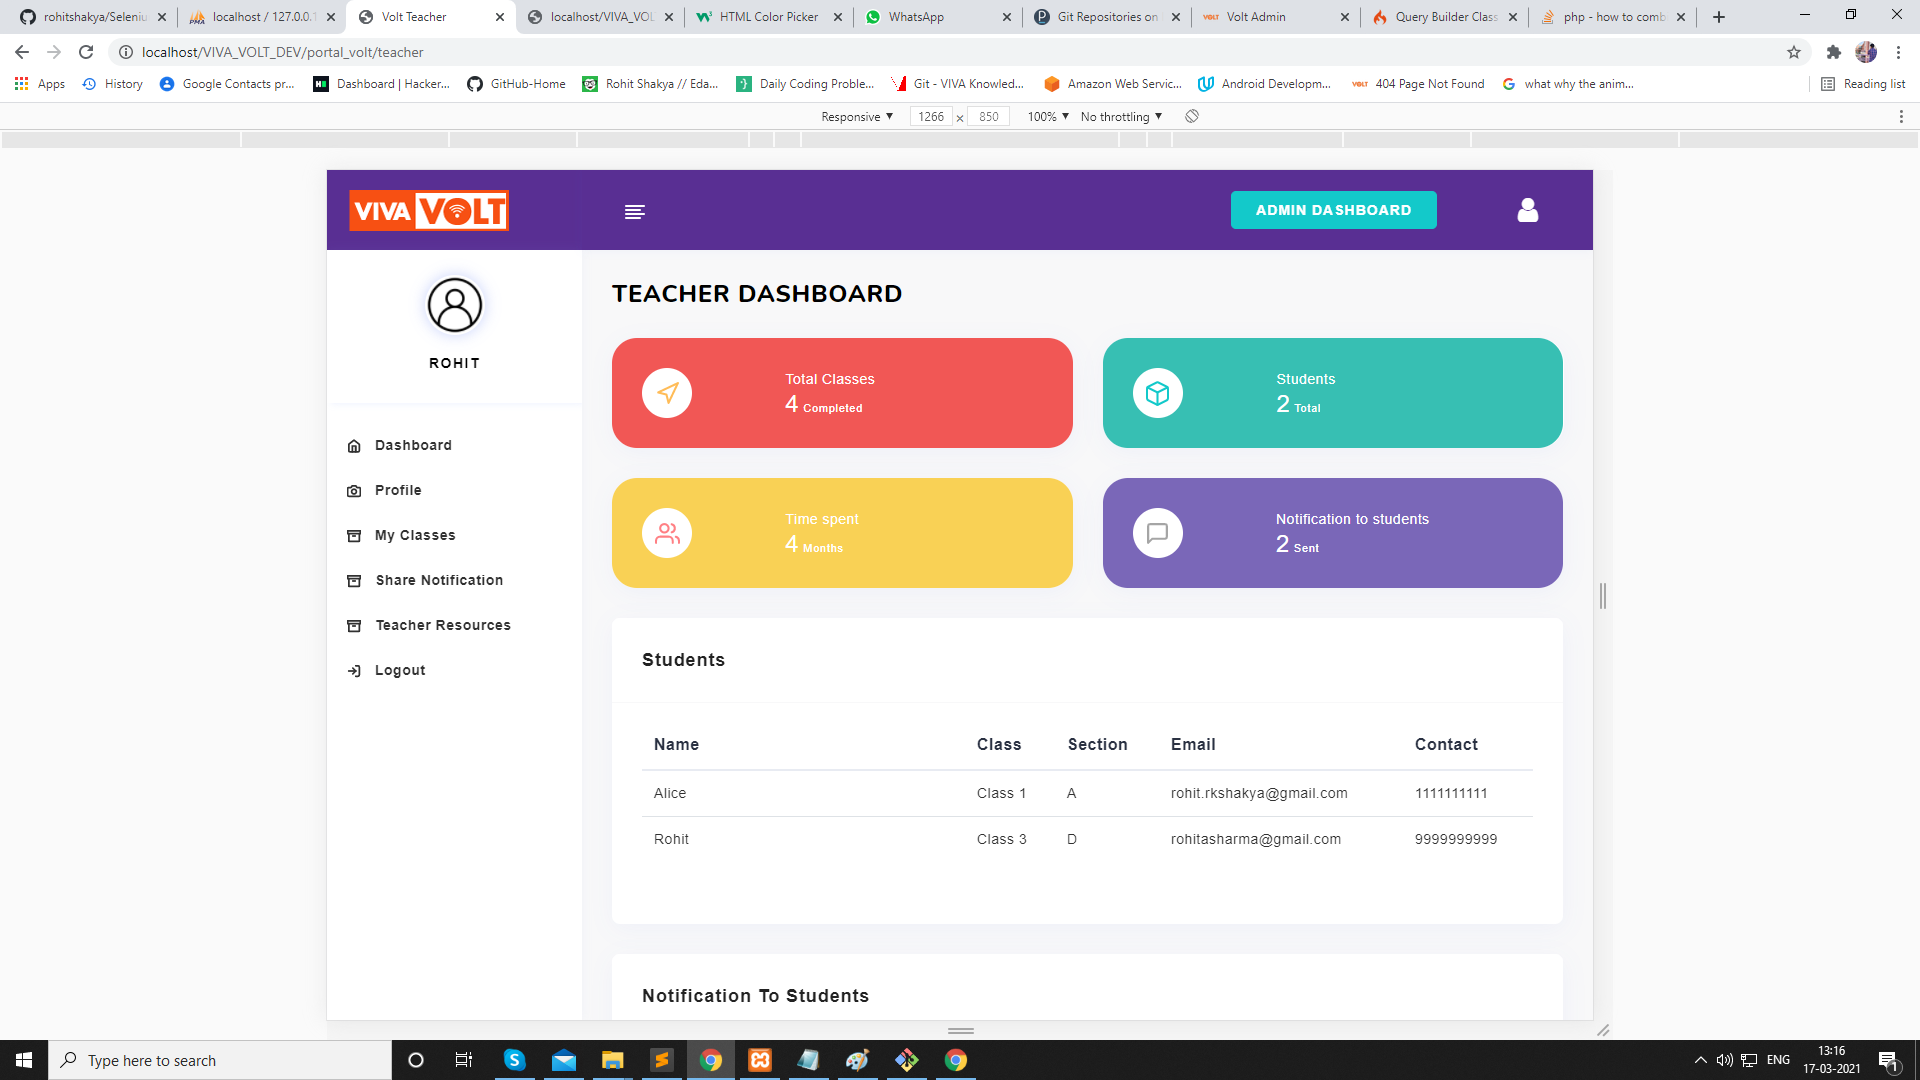 rohitshakya/Seleniu
localhost / 127.0.0.1
Volt Teacher
localhost/VIVA_VOL
HTML Color Picker
WhatsApp
Git Repositories on
Volt Admin
Query Builder Class
php - how to comb
localhost/VIVA_VOLT_DEV/portal_volt/teacher
Apps
History
Google Contacts pr...
Dashboard | Hacker...
GitHub-Home
Rohit Shakya // Eda...
Daily Coding Proble...
Git - VIVA Knowled...
Amazon Web Servic...
Android Developm...
404 Page Not Found
what why the anim...
Reading list
Responsive ▼ 1266 × 850 100% ▼ No throttling ▼
VIVA VOLT
ADMIN DASHBOARD
ROHIT
Dashboard
Profile
My Classes
Share Notification
Teacher Resources
Logout
TEACHER DASHBOARD
Total Classes
4 Completed
Students
2 Total
Time spent
4 Months
Notification to students
2 Sent
Students
Name Class Section Email Contact
Alice Class 1 A rohit.rkshakya@gmail.com 1111111111
Rohit Class 3 D rohitasharma@gmail.com 9999999999
Notification To Students
Type here to search
ENG
13:16
17-03-2021
1